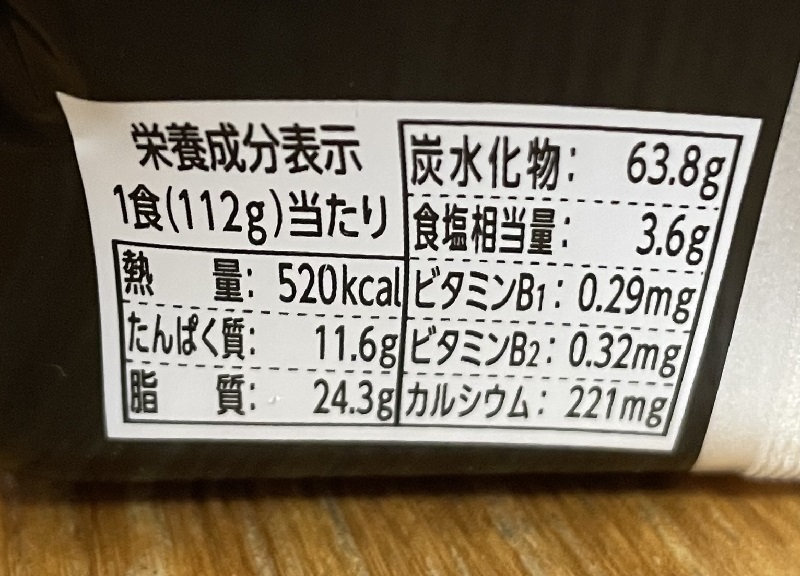 栄養成分表示
1食(112g)当たり
熱量: 520kcal
たんぱく質: 11.6g
脂質: 24.3g
炭水化物: 63.8g
食塩相当量: 3.6g
ビタミンB1: 0.29mg
ビタミンB2: 0.32mg
カルシウム: 221mg